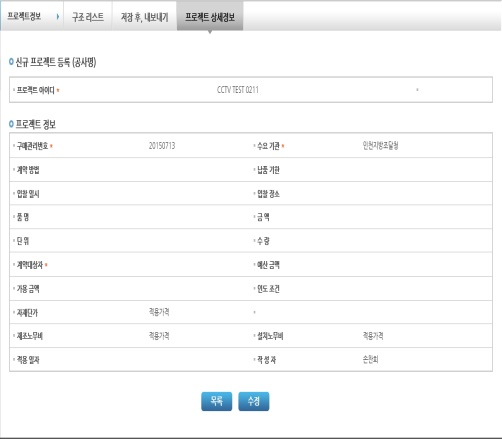 프로젝트정보 구조 리스트 저장 후, 내보내기 프로젝트 상세정보
신규 프로젝트 등록 (공사명)
프로젝트 아이디 * CCTV TEST 0211
프로젝트 정보
구매관리번호 * 20150713 수요 기관 * 인천지방조달청
계약 방법 납품 기한
입찰 일시 입찰 장소
품 명 금 액
단 위 수 량
계약대상자 * 예산 금액
가용 금액 인도 조건
자재단가 적용가격
제조노무비 적용가격 설치노무비 적용가격
적용 일자 작 성 자 손천회
목록 수정